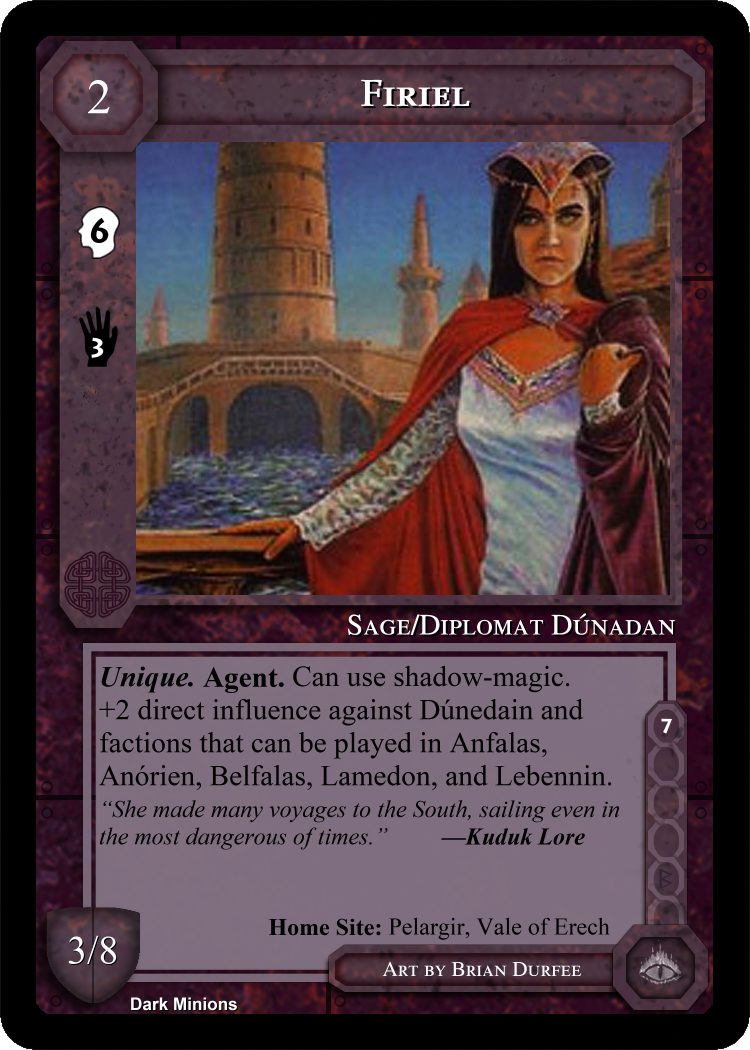 2
Firiel
6
3
Sage/Diplomat Dúnadan
Unique. Agent. Can use shadow-magic.
+2 direct influence against Dúnedain and
factions that can be played in Anfalas,
Anórien, Belfalas, Lamedon, and Lebennin.
“She made many voyages to the South, sailing even in
the most dangerous of times.” —Kuduk Lore
7
Home Site: Pelargir, Vale of Erech
3/8
Art by Brian Durfee
Dark Minions